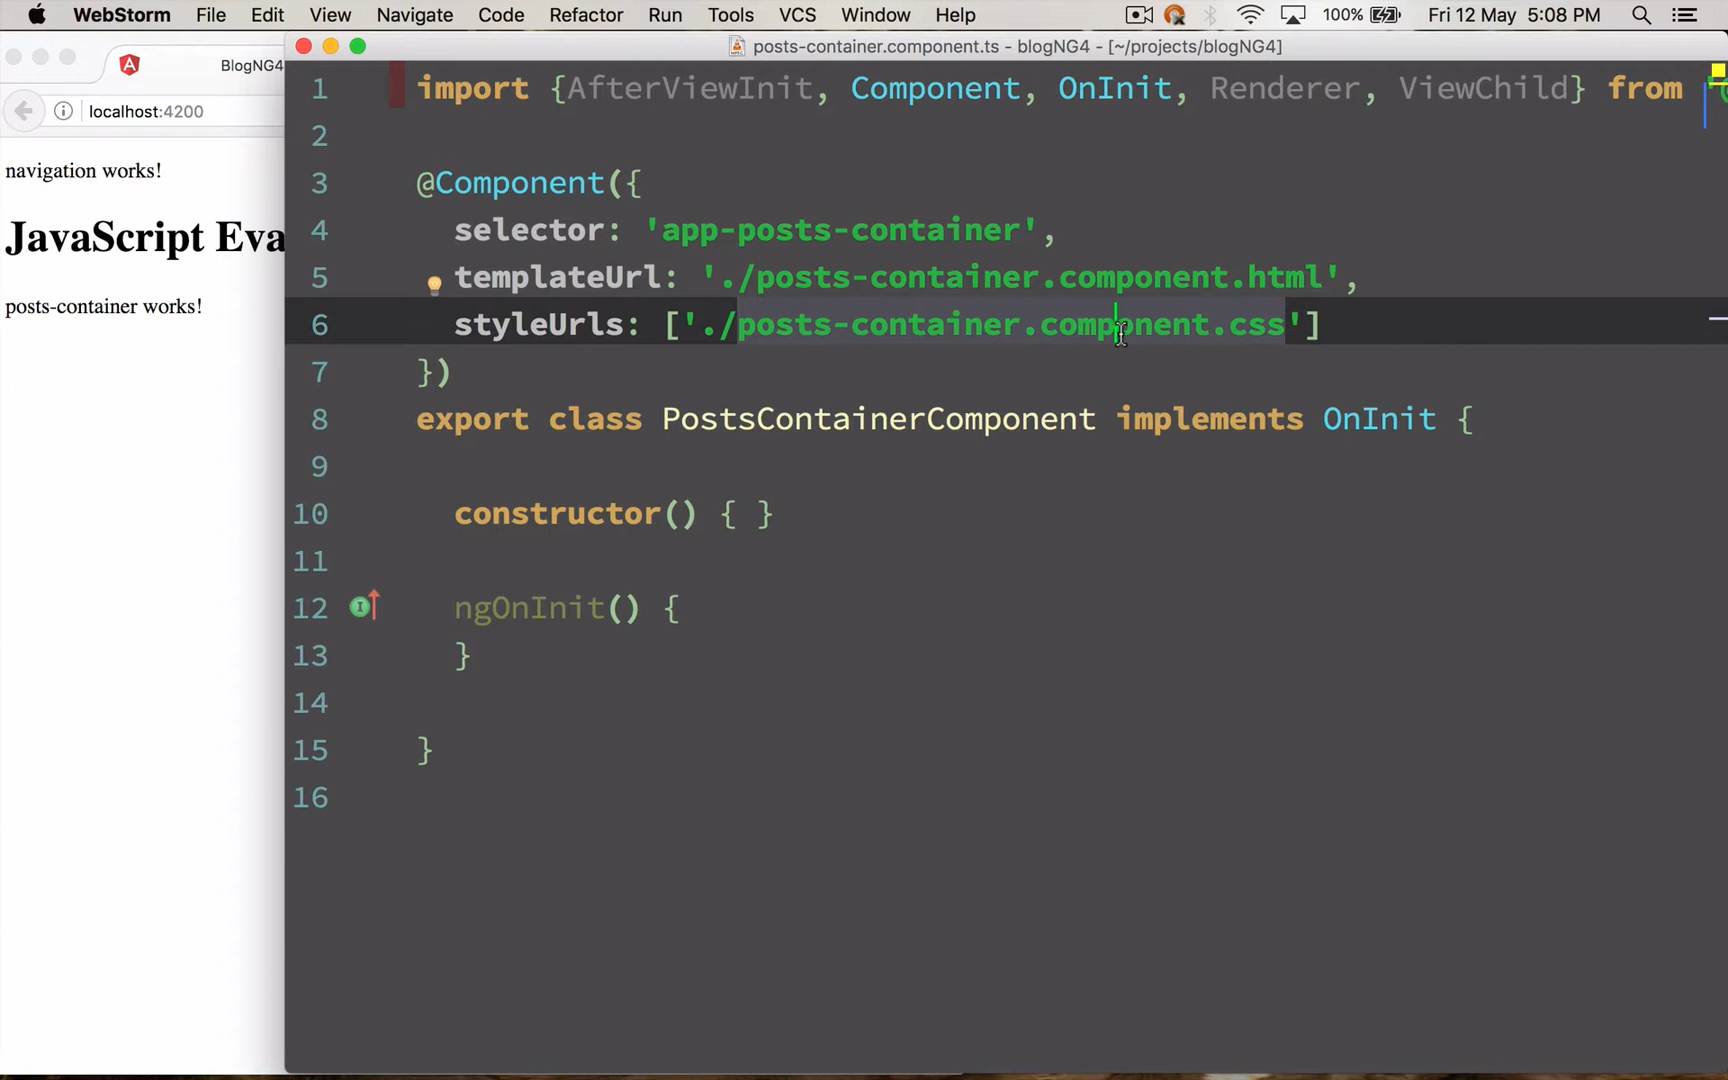 WebStorm File Edit View Navigate Code Refactor Run Tools VCS Window Help 100% Fri 12 May 5:08 PM
posts-container.component.ts - blogNG4 - [~/projects/blogNG4]
BlogNG4
localhost:4200
navigation works!
JavaScript Eva
posts-container works!
1 import {AfterViewInit, Component, OnInit, Renderer, ViewChild} from
2
3 @Component({
4 selector: 'app-posts-container',
5 templateUrl: './posts-container.component.html',
6 styleUrls: ['./posts-container.component.css']
7 })
8 export class PostsContainerComponent implements OnInit {
9
10 constructor() { }
11
12 ngOnInit() {
13 }
14
15 }
16